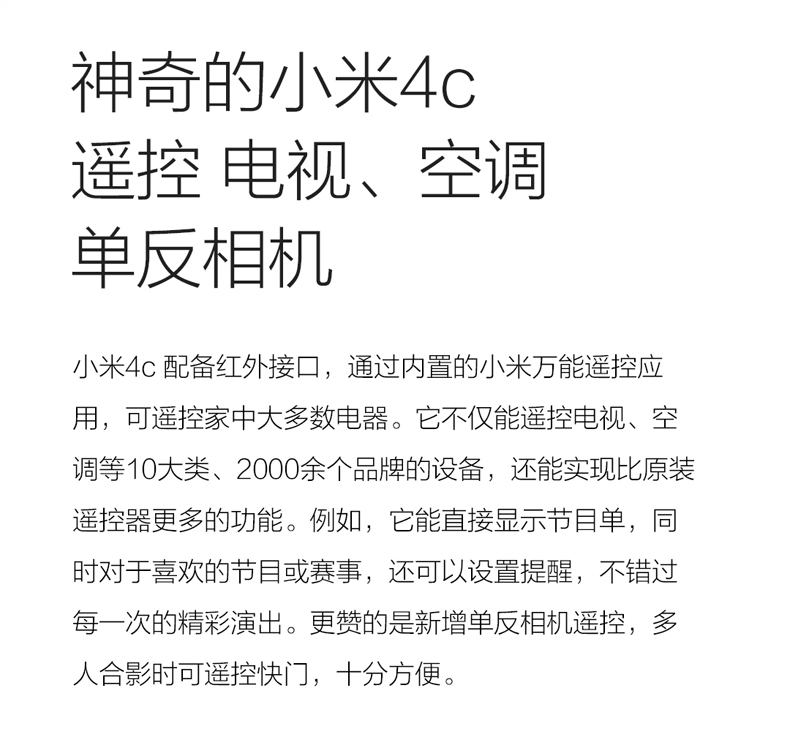 神奇的小米4c
遥控 电视、空调
单反相机
小米4c 配备红外接口，通过内置的小米万能遥控应
用，可遥控家中大多数电器。它不仅能遥控电视、空
调等10大类、2000余个品牌的设备，还能实现比原装
遥控器更多的功能。例如，它能直接显示节目单，同
时对于喜欢的节目或赛事，还可以设置提醒，不错过
每一次的精彩演出。更赞的是新增单反相机遥控，多
人合影时可遥控快门，十分方便。